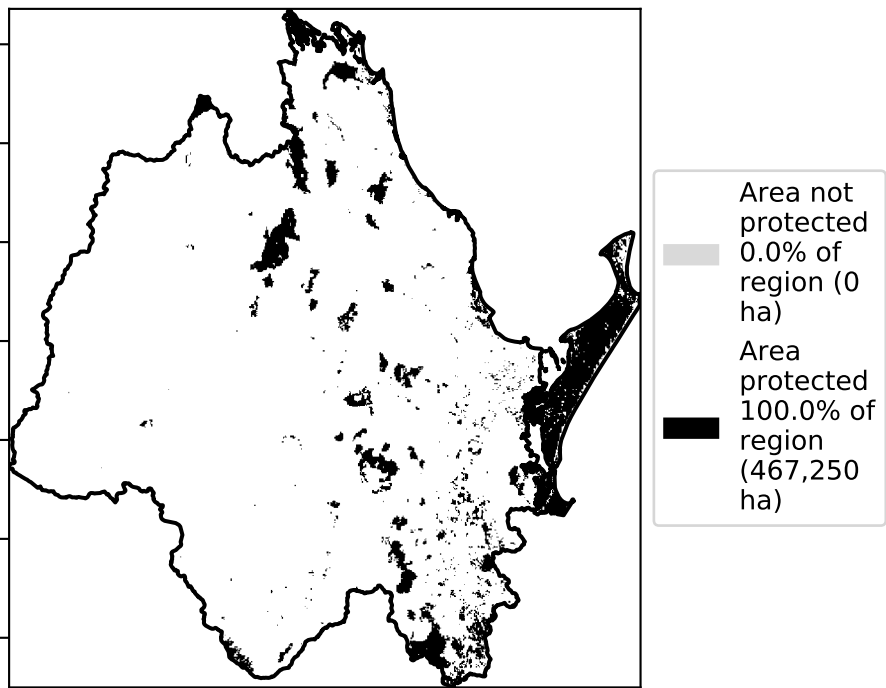 Area not
protected
0.0% of
region (0
ha)
Area
protected
100.0% of
region
(467,250
ha)